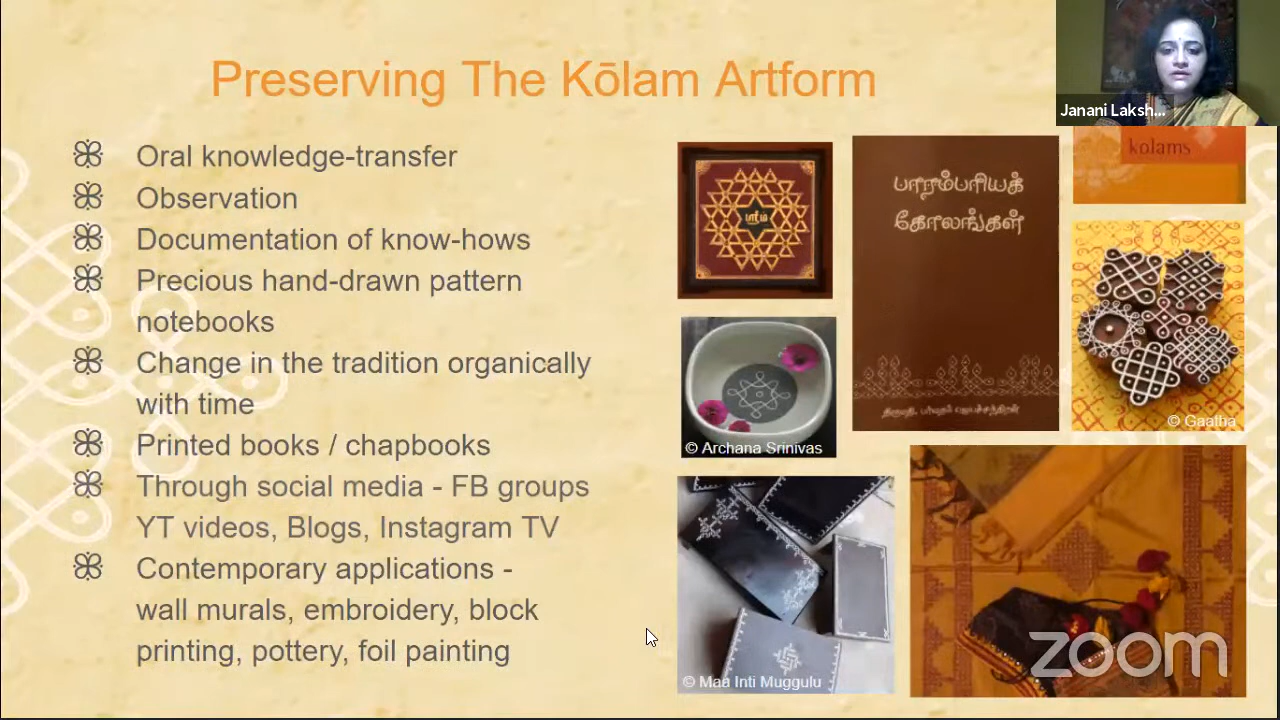 Preserving The Kōlam Artform
Janani Laksh...
Oral knowledge-transfer
Observation
Documentation of know-hows
Precious hand-drawn pattern
notebooks
Change in the tradition organically
with time
Printed books / chapbooks
Through social media - FB groups
YT videos, Blogs, Instagram TV
Contemporary applications -
wall murals, embroidery, block
printing, pottery, foil painting
kolams
பாரம்பரியக்
கோலங்கள்
© Gaatha
© Archana Srinivas
© Maa Inti Muggulu
zoom